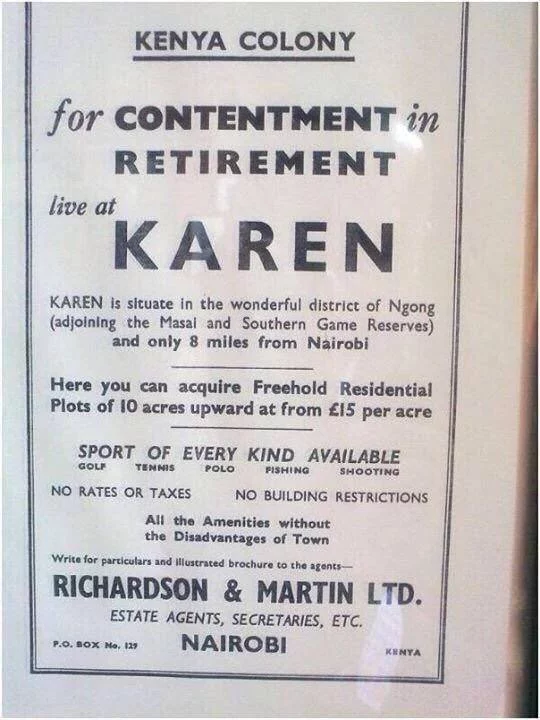 KENYA COLONY
for CONTENTMENT in
RETIREMENT
live at
KAREN
KAREN is situate in the wonderful district of Ngong
(adjoining the Masai and Southern Game Reserves)
and only 8 miles from Nairobi
Here you can acquire Freehold Residential
Plots of 10 acres upward at from £15 per acre
SPORT OF EVERY KIND AVAILABLE
GOLF TENNIS POLO FISHING SHOOTING
NO RATES OR TAXES NO BUILDING RESTRICTIONS
All the Amenities without
the Disadvantages of Town
Write for particulars and illustrated brochure to the agents—
RICHARDSON & MARTIN LTD.
ESTATE AGENTS, SECRETARIES, ETC.
P.O. BOX No. 129 NAIROBI KENYA